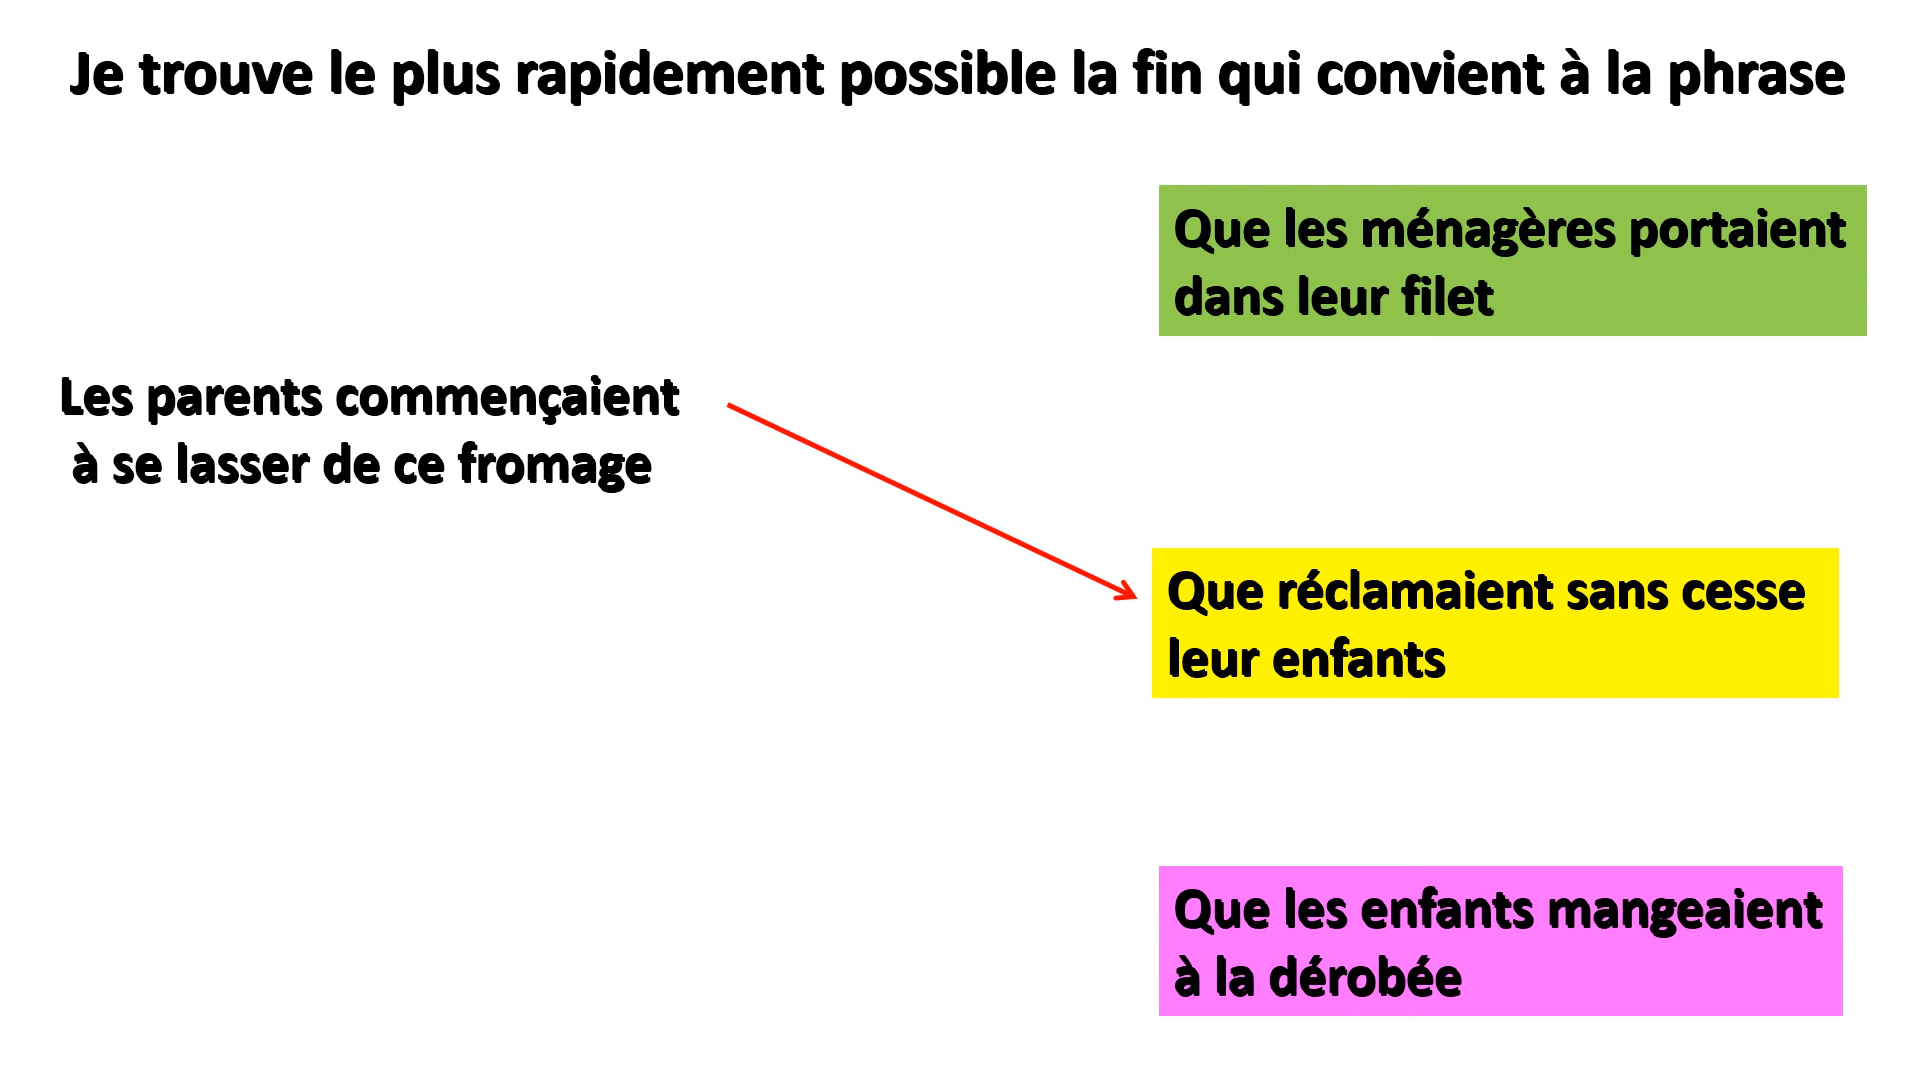 Je trouve le plus rapidement possible la fin qui convient à la phrase
Que les ménagères portaient
dans leur filet
Les parents commençaient
à se lasser de ce fromage
Que réclamaient sans cesse
leur enfants
Que les enfants mangeaient
à la dérobée